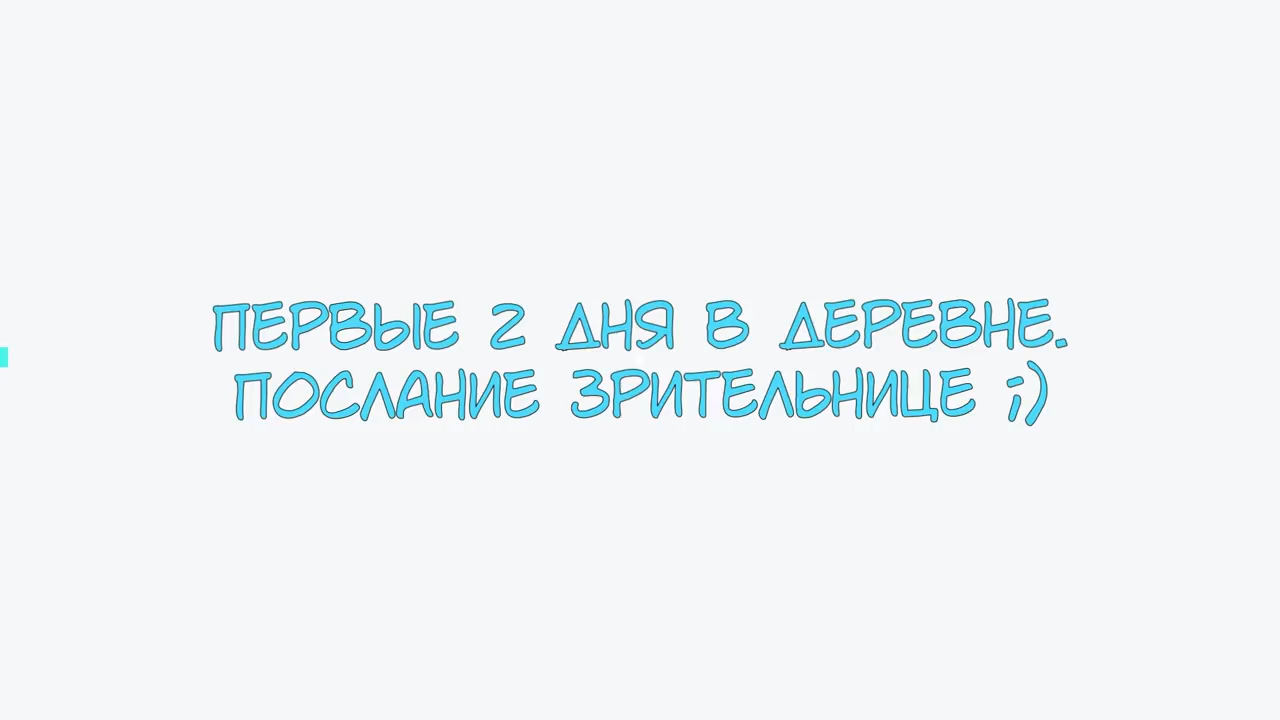 ПЕРВЫЕ 2 ДНЯ В ДЕРЕВНЕ.
ПОСЛАНИЕ ЗРИТЕЛЬНИЦЕ ;)